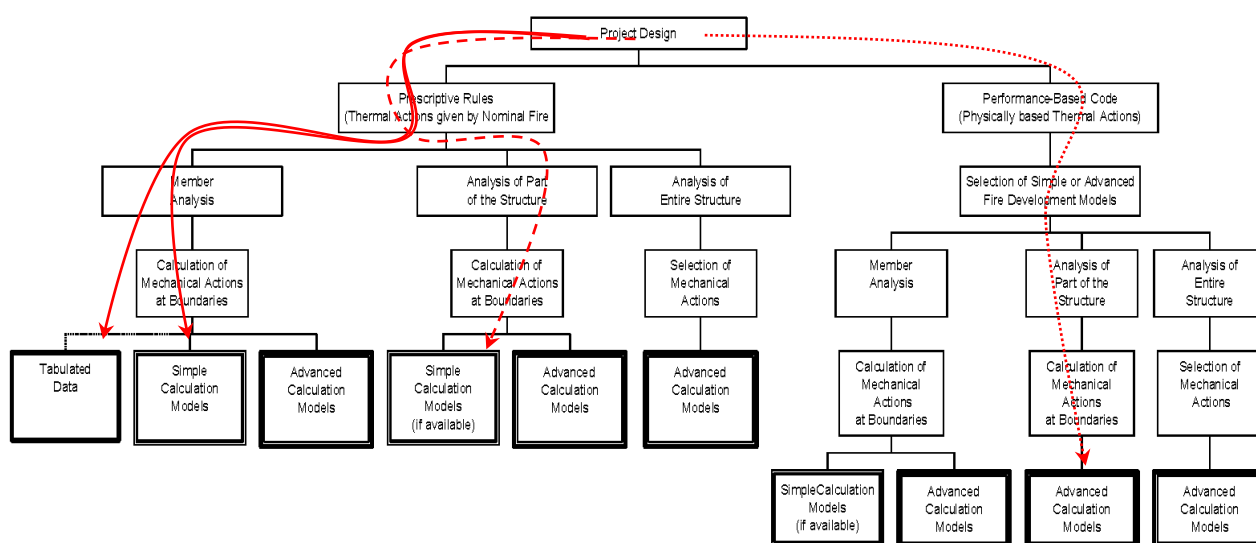 Project Design
Prescriptive Rules
(Thermal Actions given by Nominal Fire
Performance-Based Code
(Physically based Thermal Actions)
Member
Analysis
Analysis of Part
of the Structure
Analysis of
Entire Structure
Selection of Simple or Advanced
Fire Development Models
Calculation of
Mechanical Actions
at Boundaries
Calculation of
Mechanical Actions
at Boundaries
Selection of
Mechanical
Actions
Member
Analysis
Analysis of
Part of the
Structure
Analysis of
Entire
Structure
Tabulated
Data
Simple
Calculation
Models
Advanced
Calculation
Models
Simple
Calculation
Models
(if available)
Advanced
Calculation
Models
Advanced
Calculation
Models
Calculation of
Mechanical
Actions
at Boundaries
Calculation of
Mechanical
Actions
at Boundaries
Selection of
Mechanical
Actions
SimpleCalculation
Models
(if available)
Advanced
Calculation
Models
Advanced
Calculation
Models
Advanced
Calculation
Models